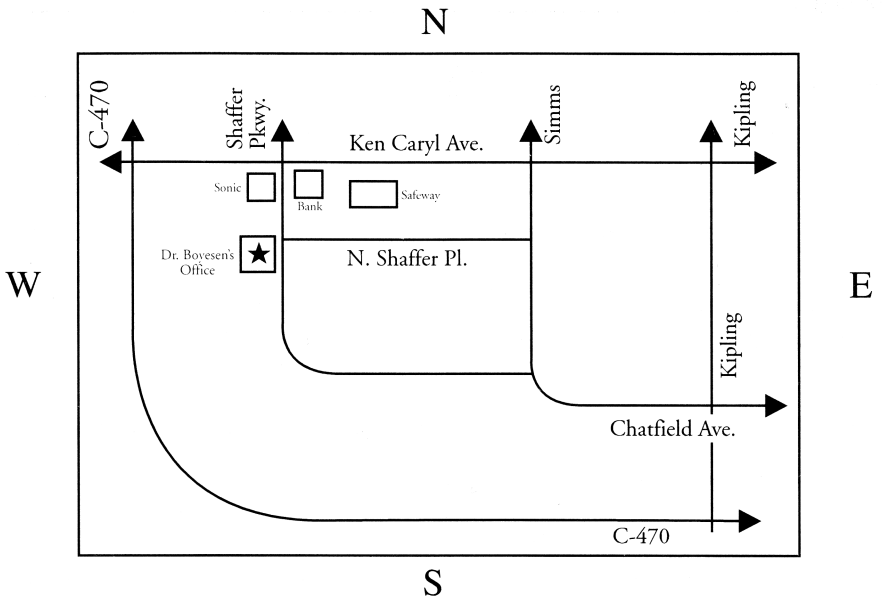 N
C-470
Shaffer
Pkwy.
Simms
Kipling
Ken Caryl Ave.
Sonic
Bank
Safeway
Dr. Boyesen's
Office
N. Shaffer Pl.
W
E
Kipling
Chatfield Ave.
C-470
S